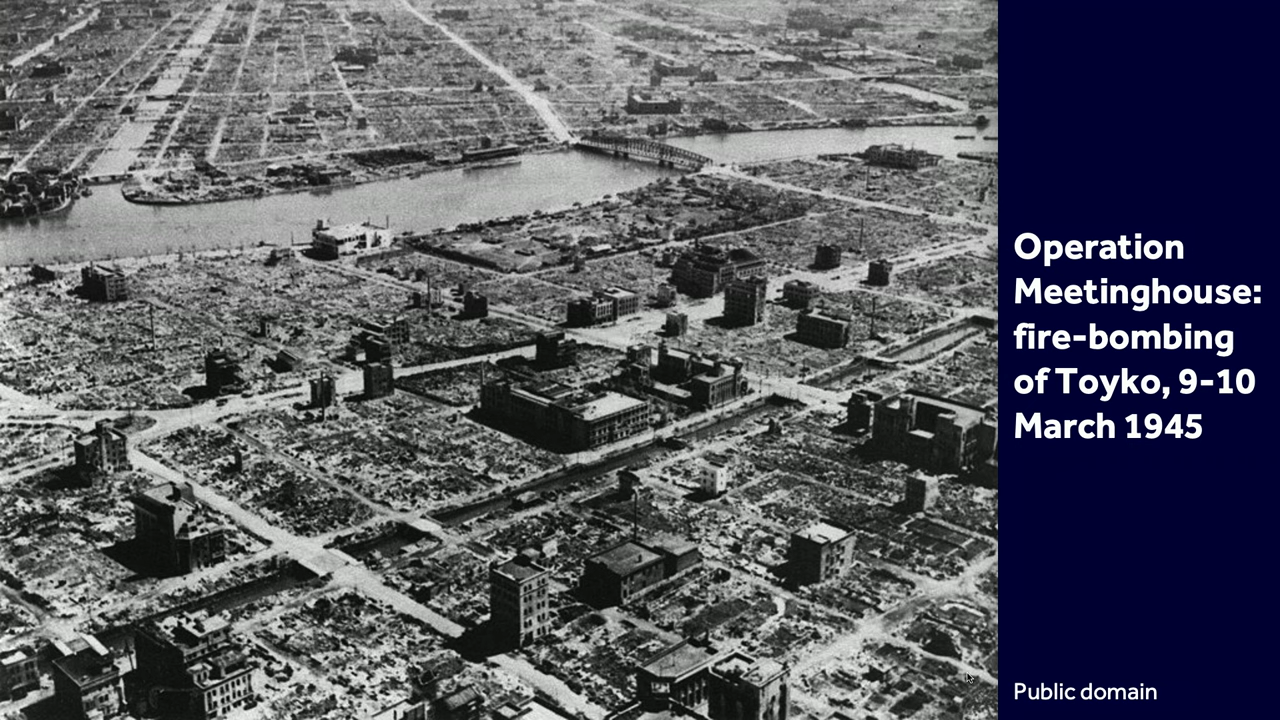 Operation
Meetinghouse:
fire-bombing
of Toyko, 9-10
March 1945
Public domain